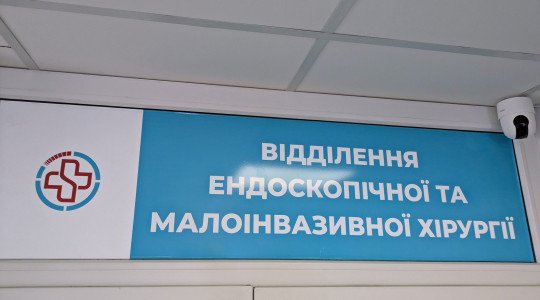 ВІДДІЛЕННЯ
ЕНДОСКОПІЧНОЇ ТА
МАЛОІНВАЗИВНОЇ ХІРУРГІЇ